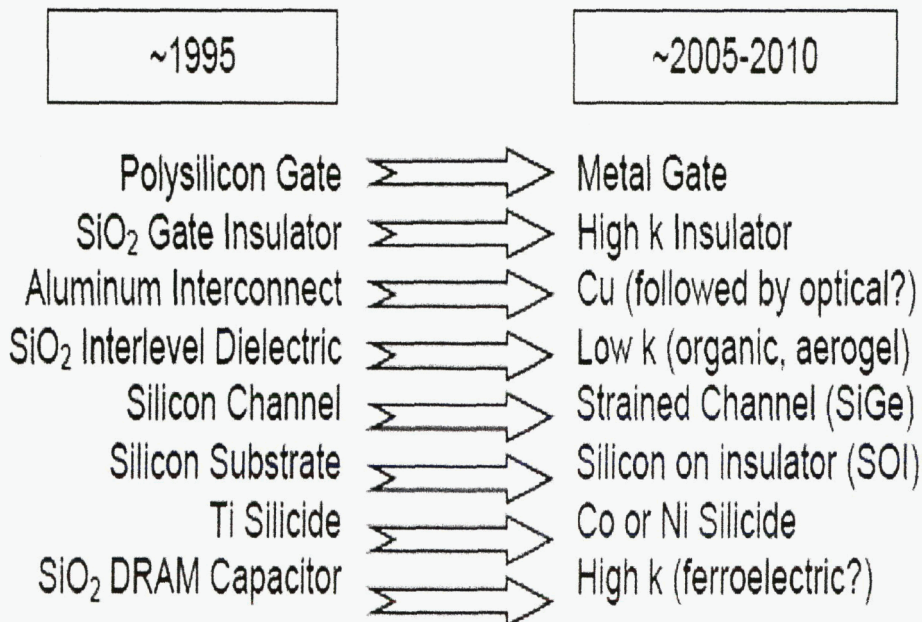 ~1995 ~2005-2010
Polysilicon Gate Metal Gate
SiO₂ Gate Insulator High k Insulator
Aluminum Interconnect Cu (followed by optical?)
SiO₂ Interlevel Dielectric Low k (organic, aerogel)
Silicon Channel Strained Channel (SiGe)
Silicon Substrate Silicon on insulator (SOI)
Ti Silicide Co or Ni Silicide
SiO₂ DRAM Capacitor High k (ferroelectric?)